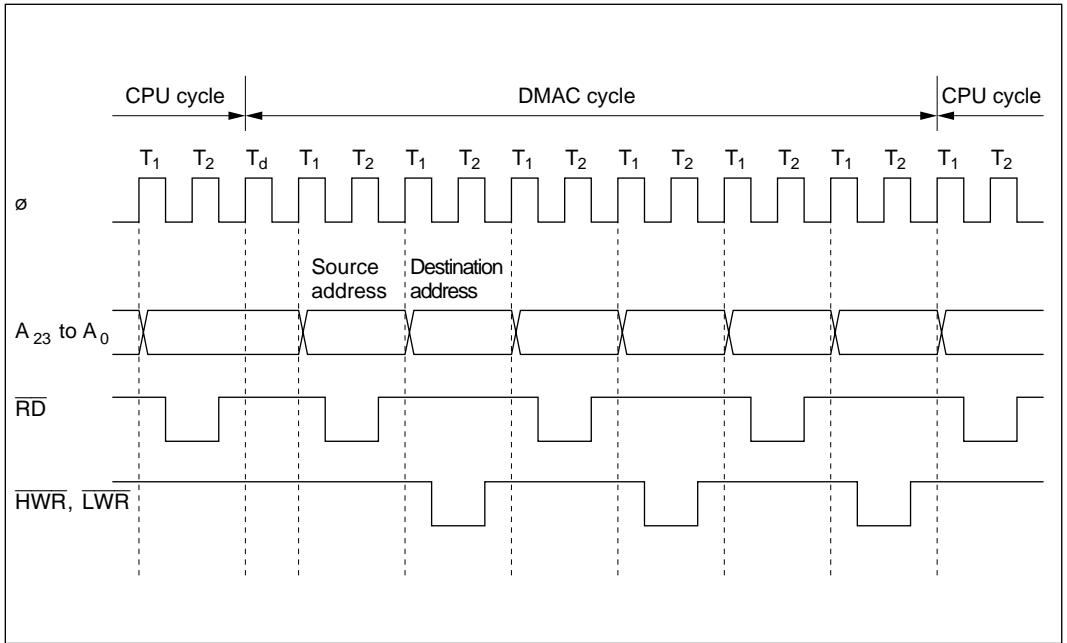 CPU cycle DMAC cycle CPU cycle
T1 T2 Td T1 T2 T1 T2 T1 T2 T1 T2 T1 T2 T1 T2 T1 T2
ø
Source address Destination address
A23 to A0
RD
HWR, LWR